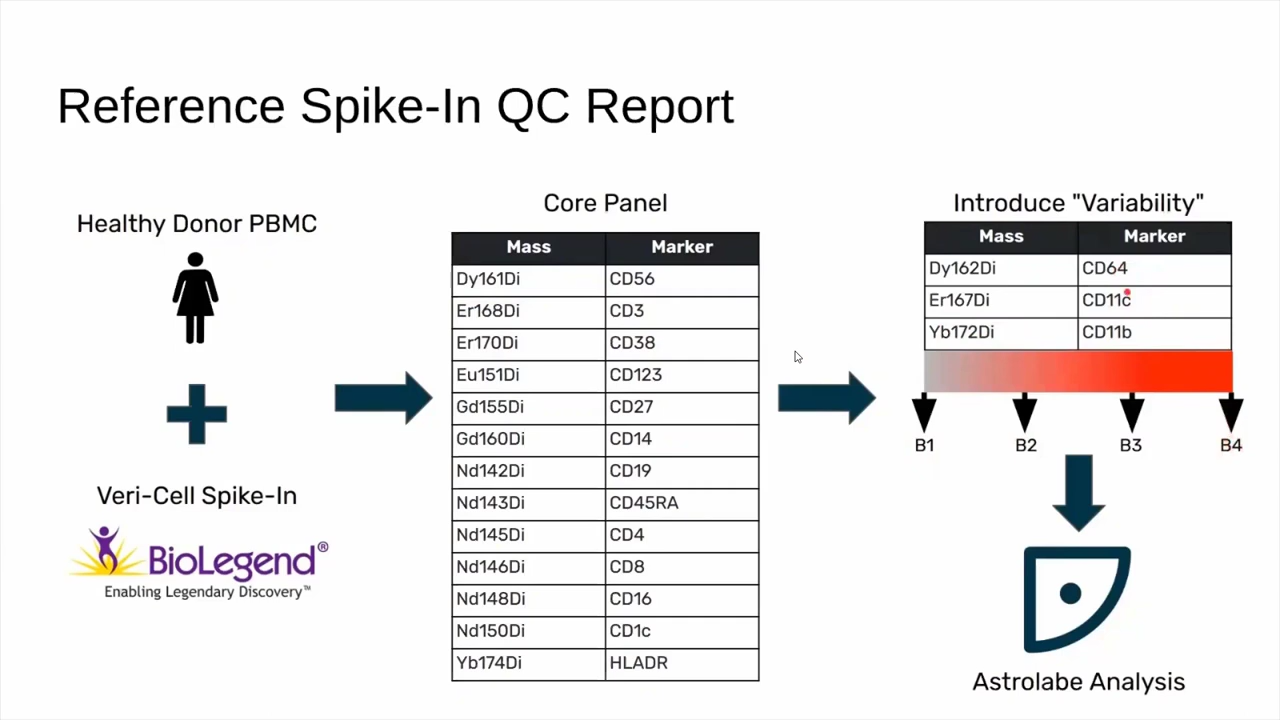 Reference Spike-In QC Report
Healthy Donor PBMC
Veri-Cell Spike-In
BioLegend®
Enabling Legendary Discovery™
Core Panel
Mass Marker
Dy161Di CD56
Er168Di CD3
Er170Di CD38
Eu151Di CD123
Gd155Di CD27
Gd160Di CD14
Nd142Di CD19
Nd143Di CD45RA
Nd145Di CD4
Nd146Di CD8
Nd148Di CD16
Nd150Di CD1c
Yb174Di HLADR
Introduce "Variability"
Mass Marker
Dy162Di CD64
Er167Di CD11c
Yb172Di CD11b
B1 B2 B3 B4
Astrolabe Analysis